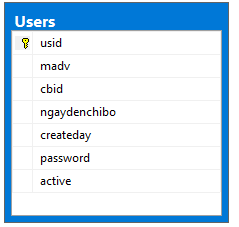 Users
usid
madv
cbid
ngaydenchibo
createday
password
active